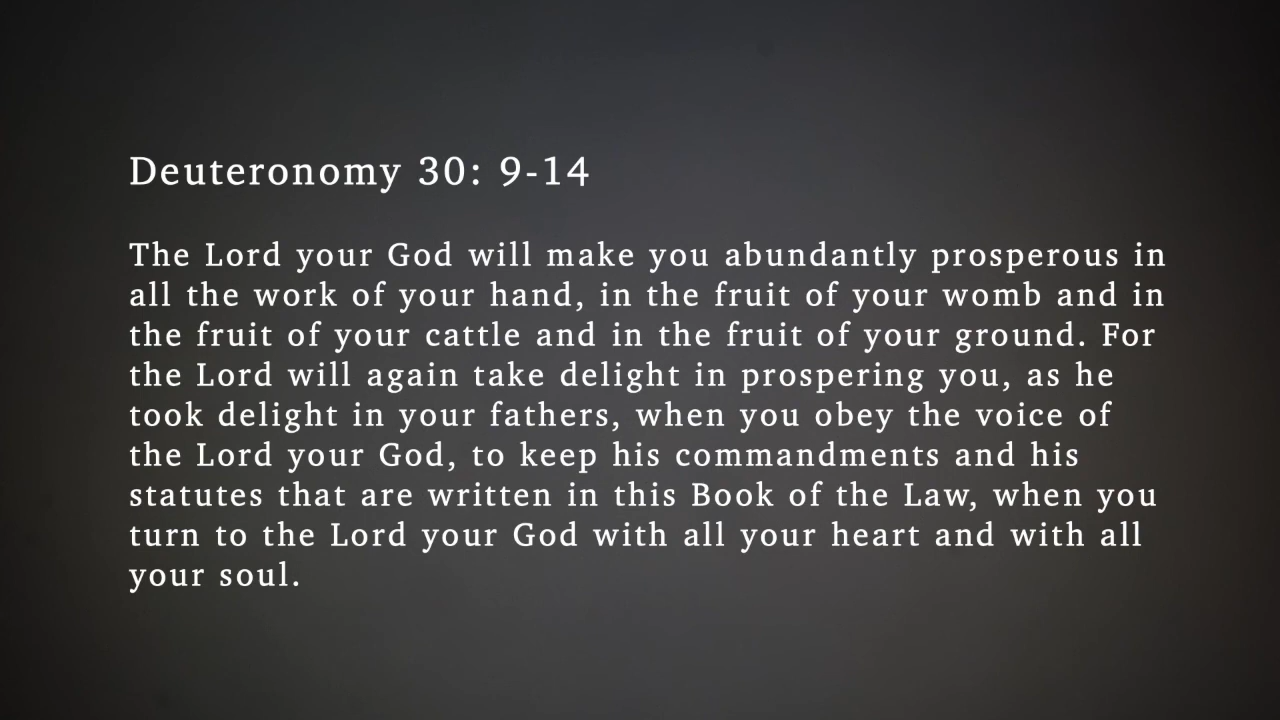 Deuteronomy 30: 9-14
The Lord your God will make you abundantly prosperous in
all the work of your hand, in the fruit of your womb and in
the fruit of your cattle and in the fruit of your ground. For
the Lord will again take delight in prospering you, as he
took delight in your fathers, when you obey the voice of
the Lord your God, to keep his commandments and his
statutes that are written in this Book of the Law, when you
turn to the Lord your God with all your heart and with all
your soul.